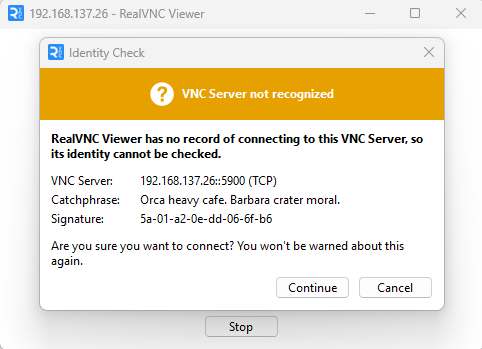 192.168.137.26 - RealVNC Viewer
Identity Check
VNC Server not recognized
RealVNC Viewer has no record of connecting to this VNC Server, so
its identity cannot be checked.
VNC Server: 192.168.137.26::5900 (TCP)
Catchphrase: Orca heavy cafe. Barbara crater moral.
Signature: 5a-01-a2-0e-dd-06-6f-b6
Are you sure you want to connect? You won't be warned about this
again.
Continue Cancel
Stop